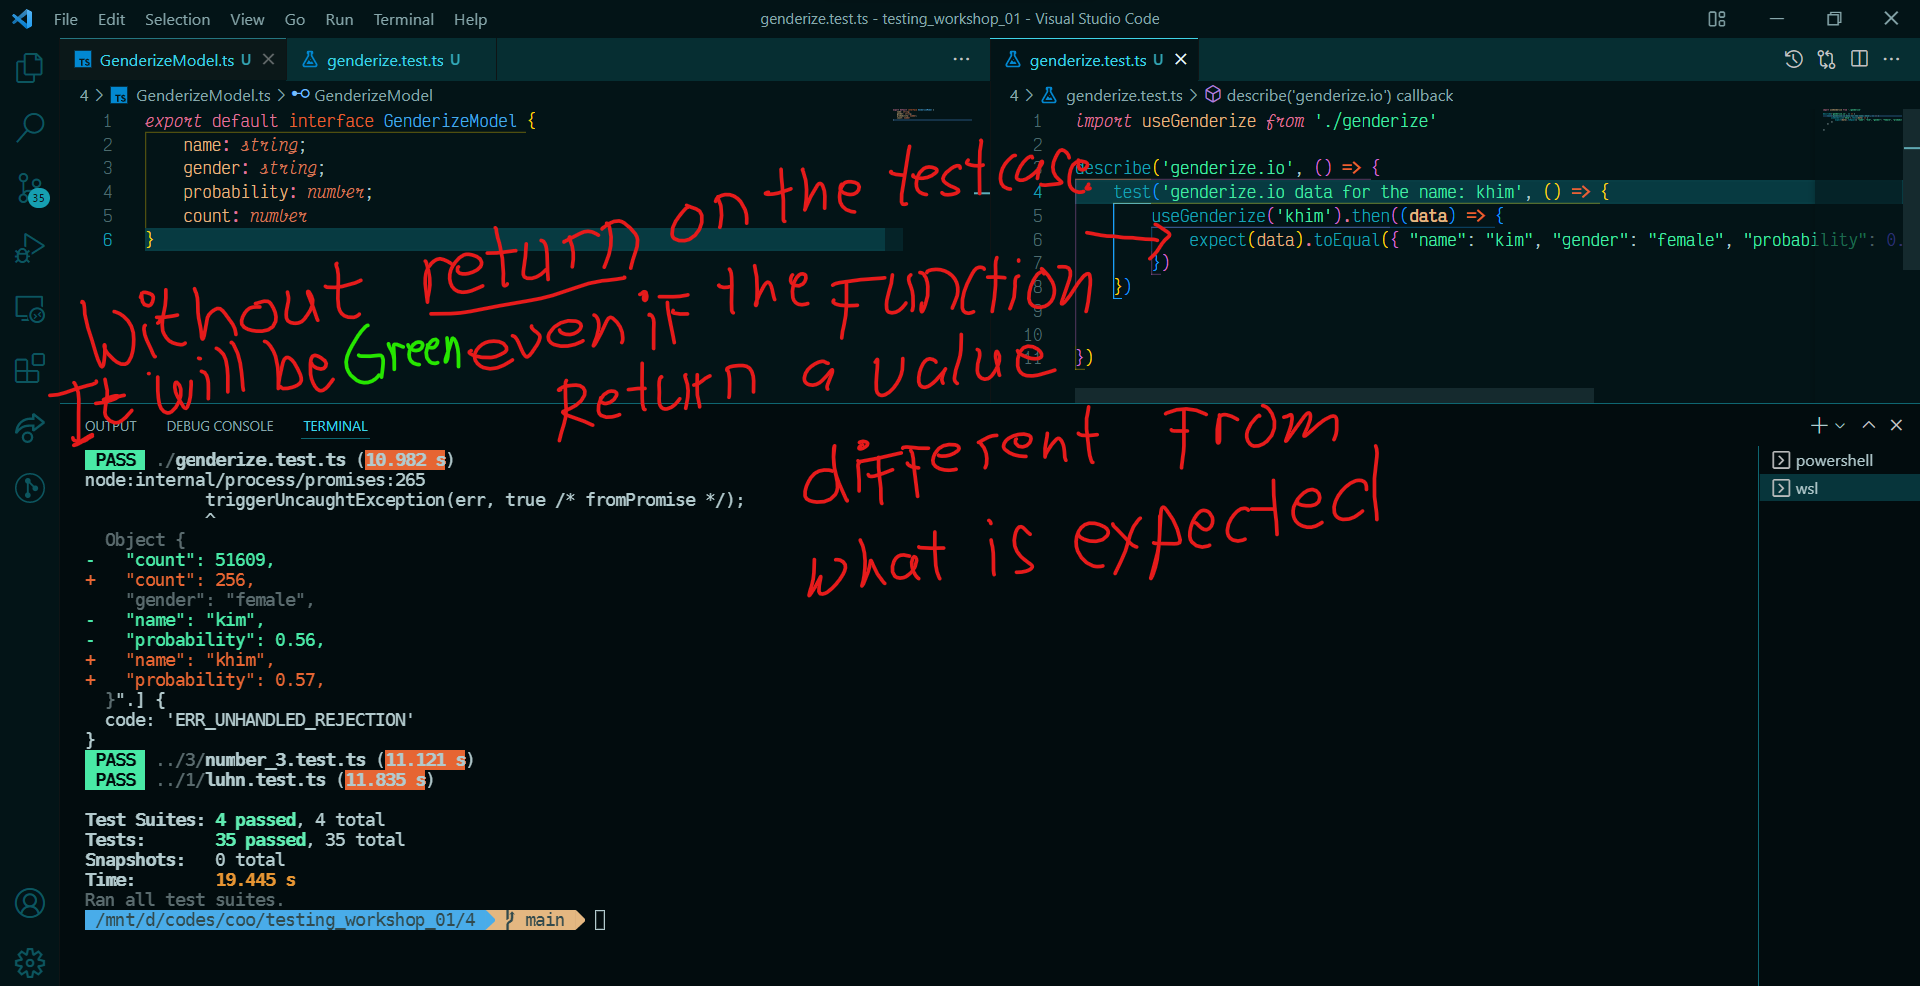 File Edit Selection View Go Run Terminal Help
genderize.test.ts - testing_workshop_01 - Visual Studio Code
GenderizeModel.ts U
genderize.test.ts U
4 > GenderizeModel.ts > GenderizeModel
1 export default interface GenderizeModel {
2 name: string;
3 gender: string;
4 probability: number;
5 count: number
6 }
genderize.test.ts U
4 > genderize.test.ts > describe('genderize.io') callback
1 import useGenderize from './genderize'
2
3 describe('genderize.io', () => {
4 test('genderize.io data for the name: khim', () => {
5 useGenderize('khim').then((data) => {
6 expect(data).toEqual({ "name": "kim", "gender": "female", "probability": 0.
7 })
8 })
9
10
11 })
35
Without return on the testcase
It will be Green even if the Function
Return a value
different From
what is expected
OUTPUT DEBUG CONSOLE TERMINAL
PASS ./genderize.test.ts (10.982 s)
node:internal/process/promises:265
triggerUncaughtException(err, true /* fromPromise */);
^
Object {
- "count": 51609,
+ "count": 256,
"gender": "female",
- "name": "kim",
- "probability": 0.56,
+ "name": "khim",
+ "probability": 0.57,
}".] {
code: 'ERR_UNHANDLED_REJECTION'
}
PASS ../3/number_3.test.ts (11.121 s)
PASS ../1/luhn.test.ts (11.835 s)
Test Suites: 4 passed, 4 total
Tests: 35 passed, 35 total
Snapshots: 0 total
Time: 19.445 s
Ran all test suites.
/mnt/d/codes/coo/testing_workshop_01/4 main
powershell
wsl